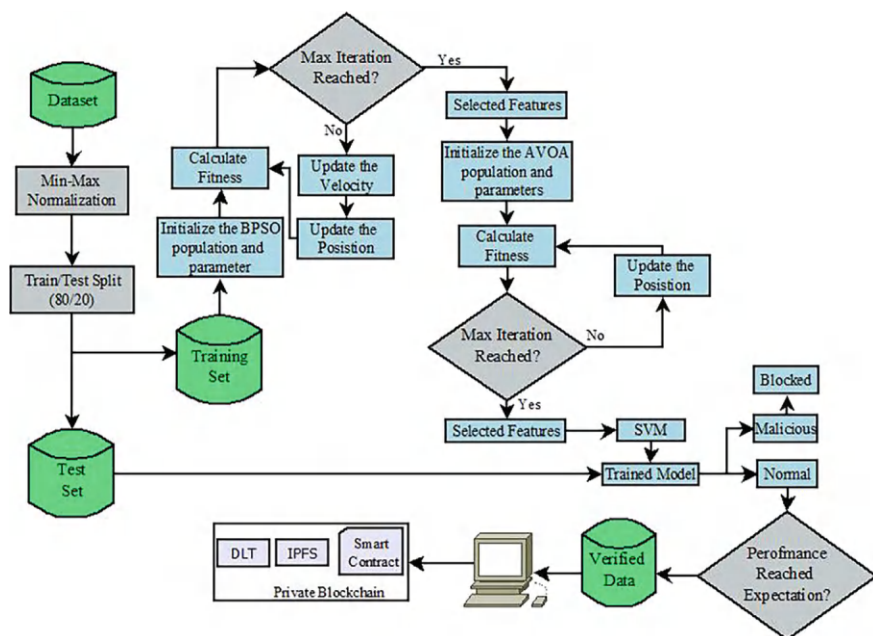 Dataset
Min-Max
Normalization
Train/Test Split
(80/20)
Training
Set
Test
Set
Initialize the BPSO
population and
parameter
Calculate
Fitness
Max Iteration
Reached?
Yes
No
Update the
Velocity
Update the
Posistion
Selected Features
Initialize the AVOA
population and
parameters
Calculate
Fitness
Update the
Posistion
Max Iteration
Reached?
No
Yes
Selected Features
SVM
Trained Model
Blocked
Malicious
Normal
Perofmance
Reached
Expectation?
Verified
Data
DLT
IPFS
Smart
Contract
Private Blockchain